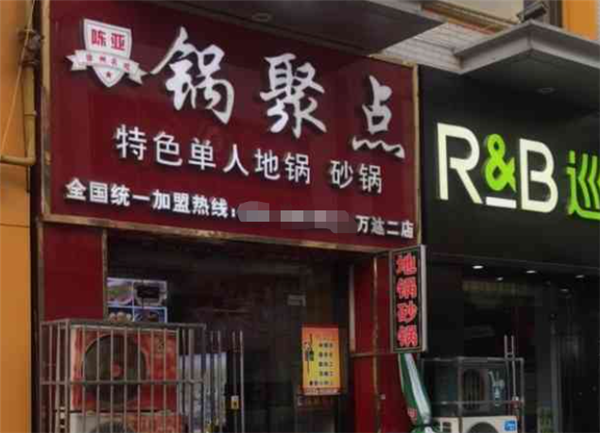 陈亚
锅聚点
特色单人地锅 砂锅
全国统一加盟热线:
万达二店
地锅砂锅
R&B 巡